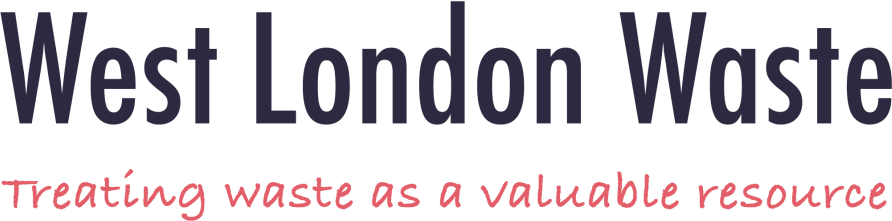 West London Waste
Treating waste as a valuable resource